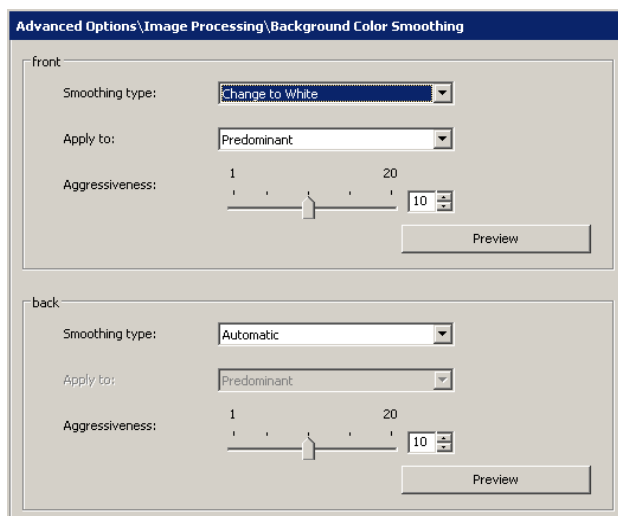 Advanced Options\Image Processing\Background Color Smoothing
front
Smoothing type: Change to White
Apply to: Predominant
1 20
Aggressiveness: 10
Preview
back
Smoothing type: Automatic
Apply to: Predominant
1 20
Aggressiveness: 10
Preview